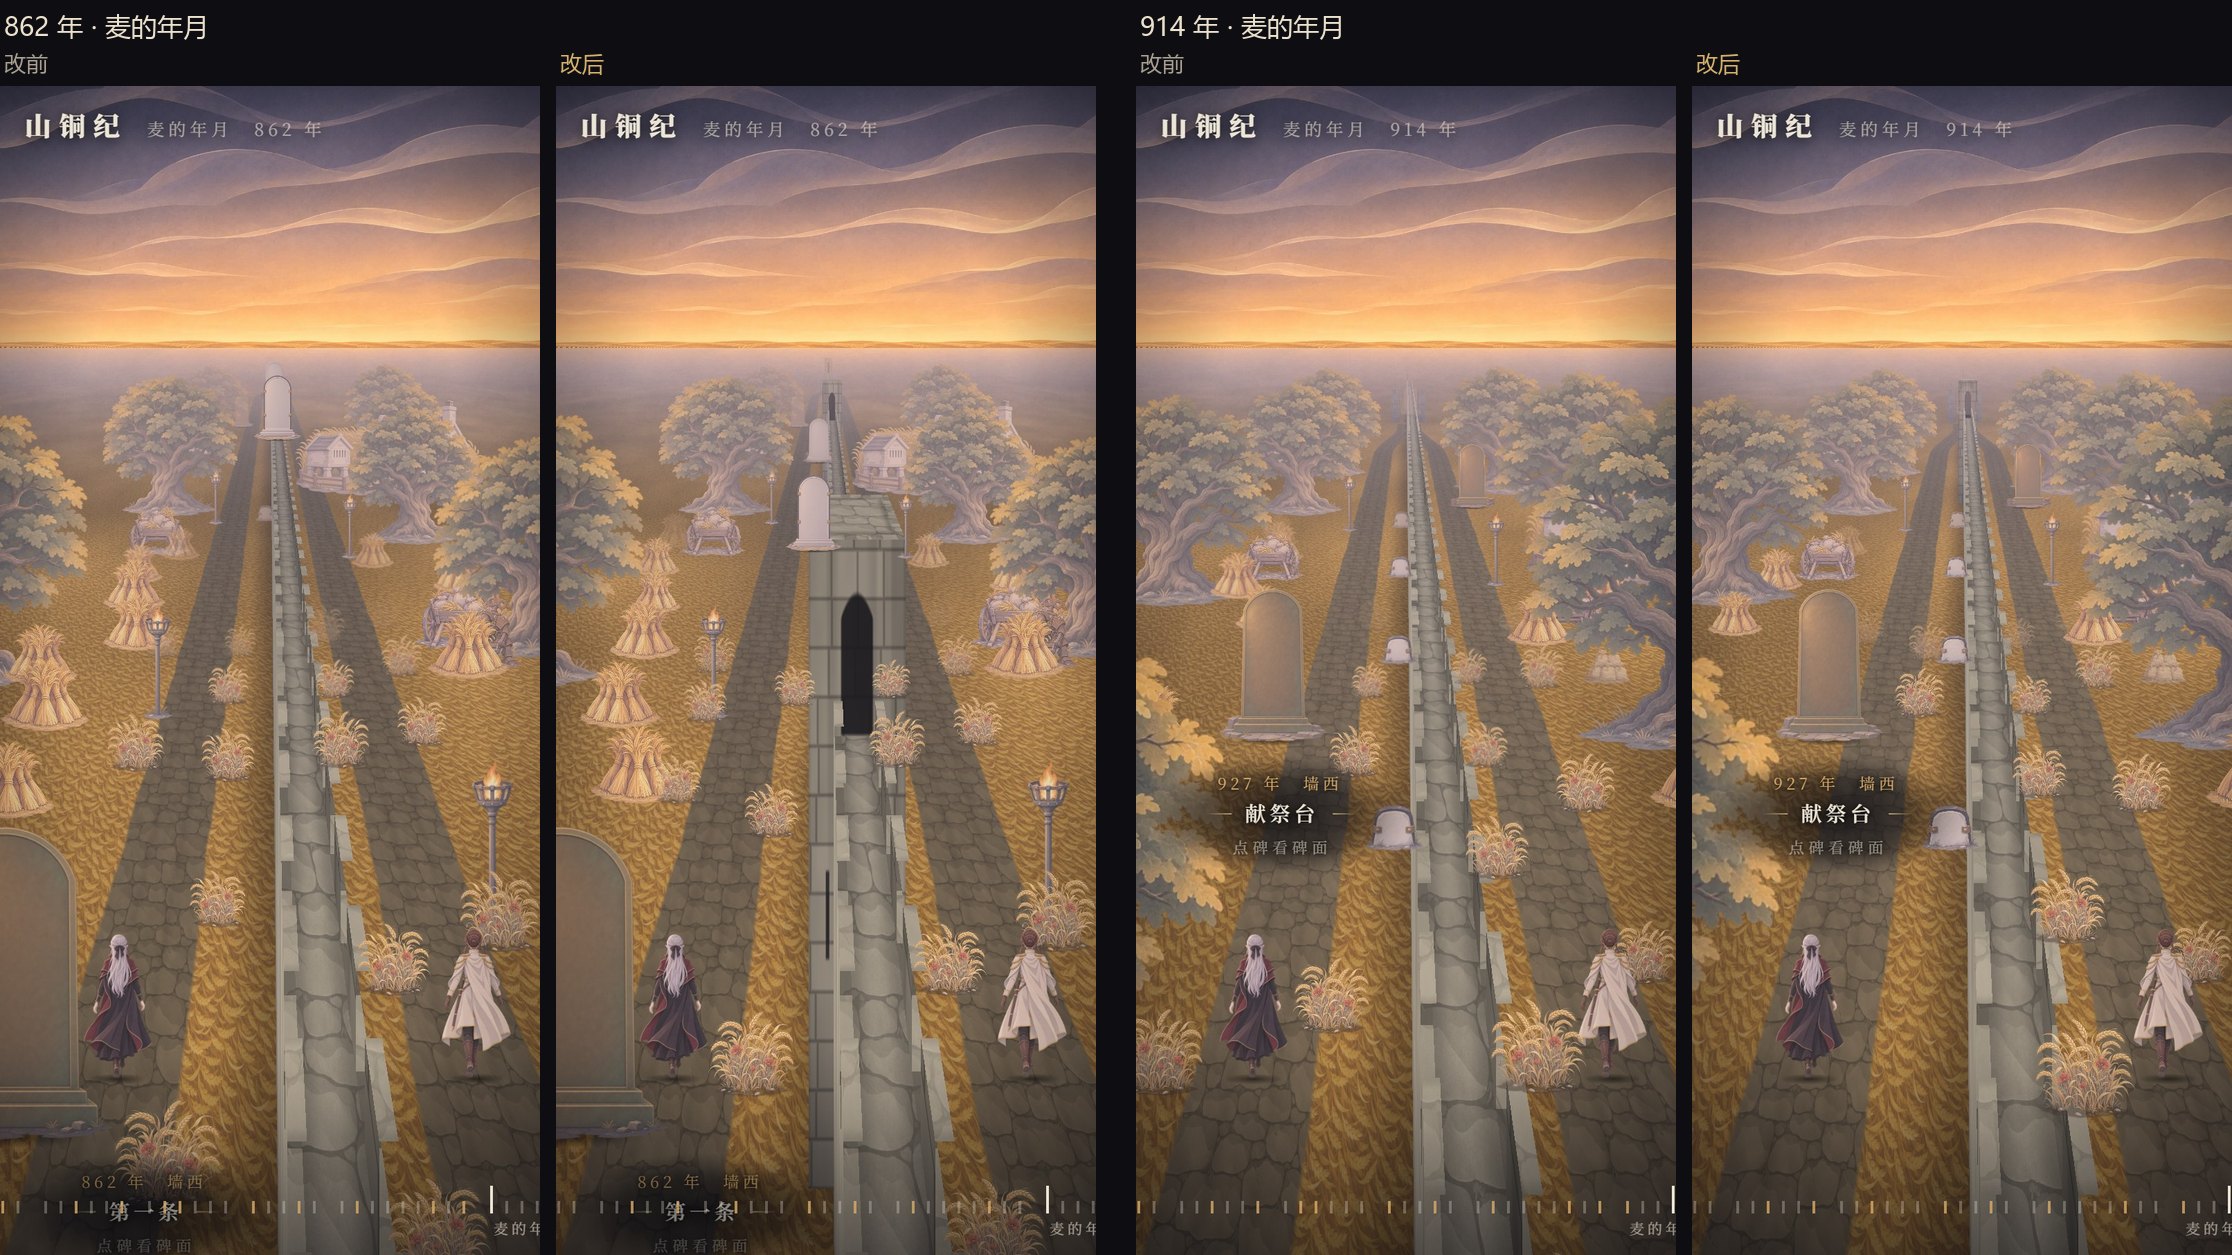 862 年 · 麦的年月
改前
改后
山铜纪 麦的年月 862 年
862 年 墙西
第一条
点碑看碑面
麦的年
山铜纪 麦的年月 862 年
862 年 墙西
第一条
点碑看碑面
麦的年
914 年 · 麦的年月
改前
改后
山铜纪 麦的年月 914 年
927 年 墙西
献祭台
点碑看碑面
麦的年
山铜纪 麦的年月 914 年
927 年 墙西
献祭台
点碑看碑面
麦的年